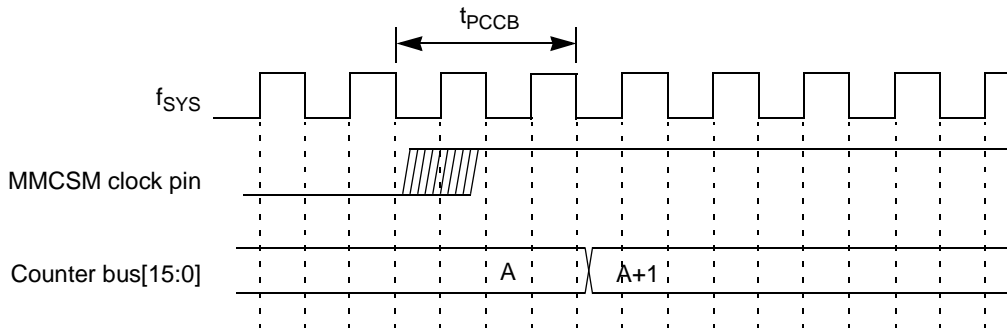 tPCCB
fSYS
MMCSM clock pin
Counter bus[15:0]
A
A+1